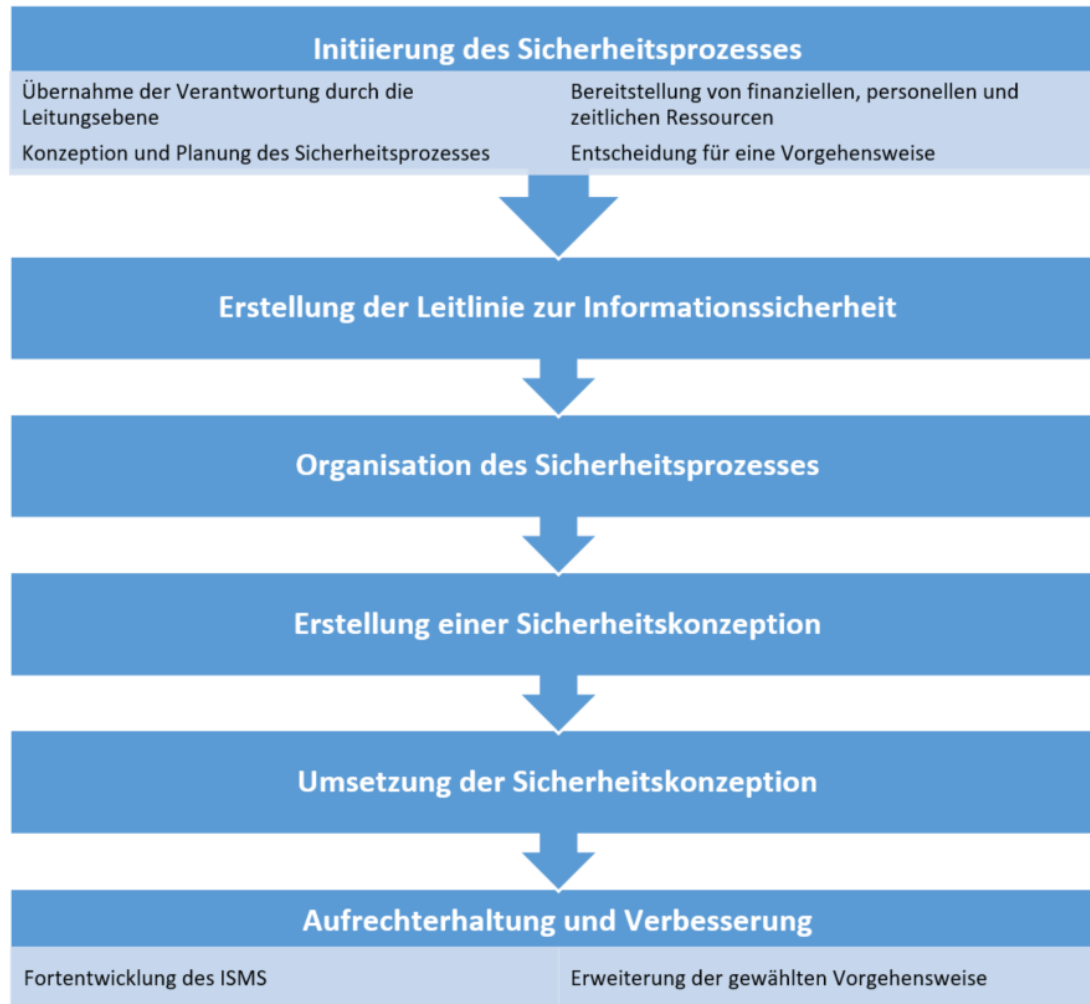 Initiierung des Sicherheitsprozesses
Übernahme der Verantwortung durch die
Leitungsebene
Bereitstellung von finanziellen, personellen und
zeitlichen Ressourcen
Konzeption und Planung des Sicherheitsprozesses
Entscheidung für eine Vorgehensweise
Erstellung der Leitlinie zur Informationssicherheit
Organisation des Sicherheitsprozesses
Erstellung einer Sicherheitskonzeption
Umsetzung der Sicherheitskonzeption
Aufrechterhaltung und Verbesserung
Fortentwicklung des ISMS
Erweiterung der gewählten Vorgehensweise